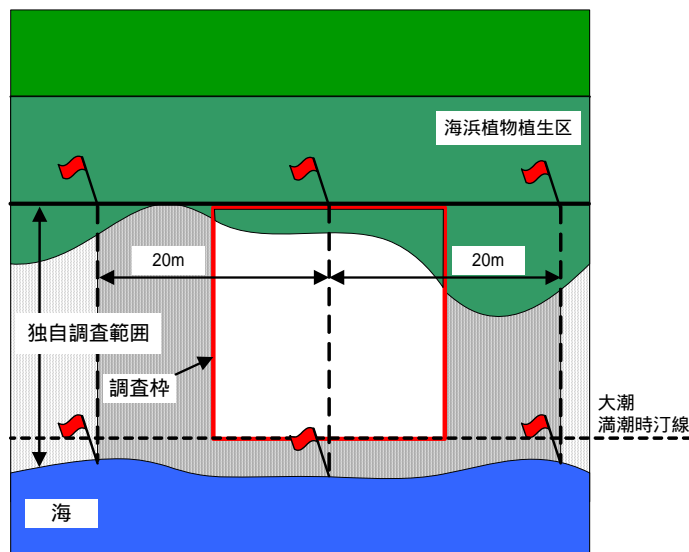 海浜植物植生区
20m
20m
独自調査範囲
調査枠
大潮
満潮時汀線
海